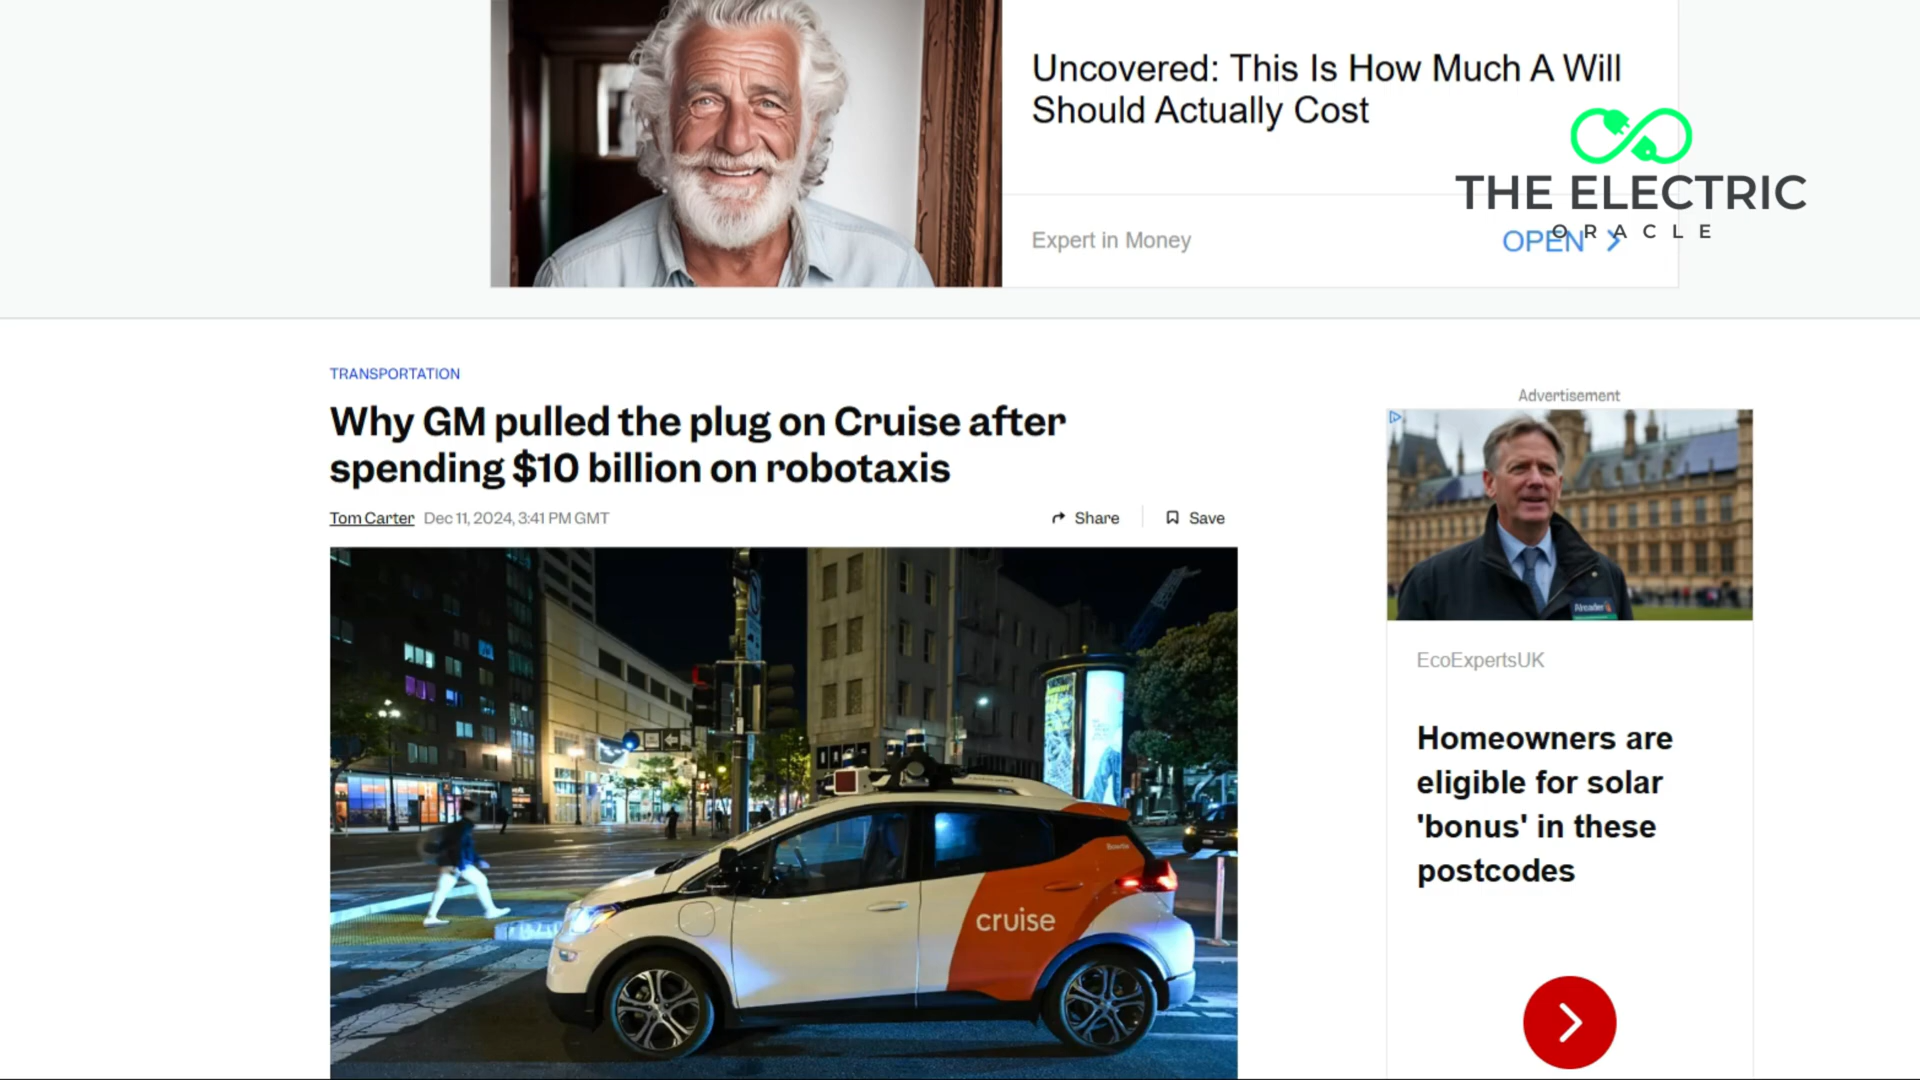 Uncovered: This Is How Much A Will
Should Actually Cost
THE ELECTRIC
ORACLE
Expert in Money
OPEN
TRANSPORTATION
Why GM pulled the plug on Cruise after
spending $10 billion on robotaxis
Tom Carter Dec 11, 2024, 3:41 PM GMT
Share
Save
cruise
Advertisement
EcoExpertsUK
Homeowners are
eligible for solar
'bonus' in these
postcodes